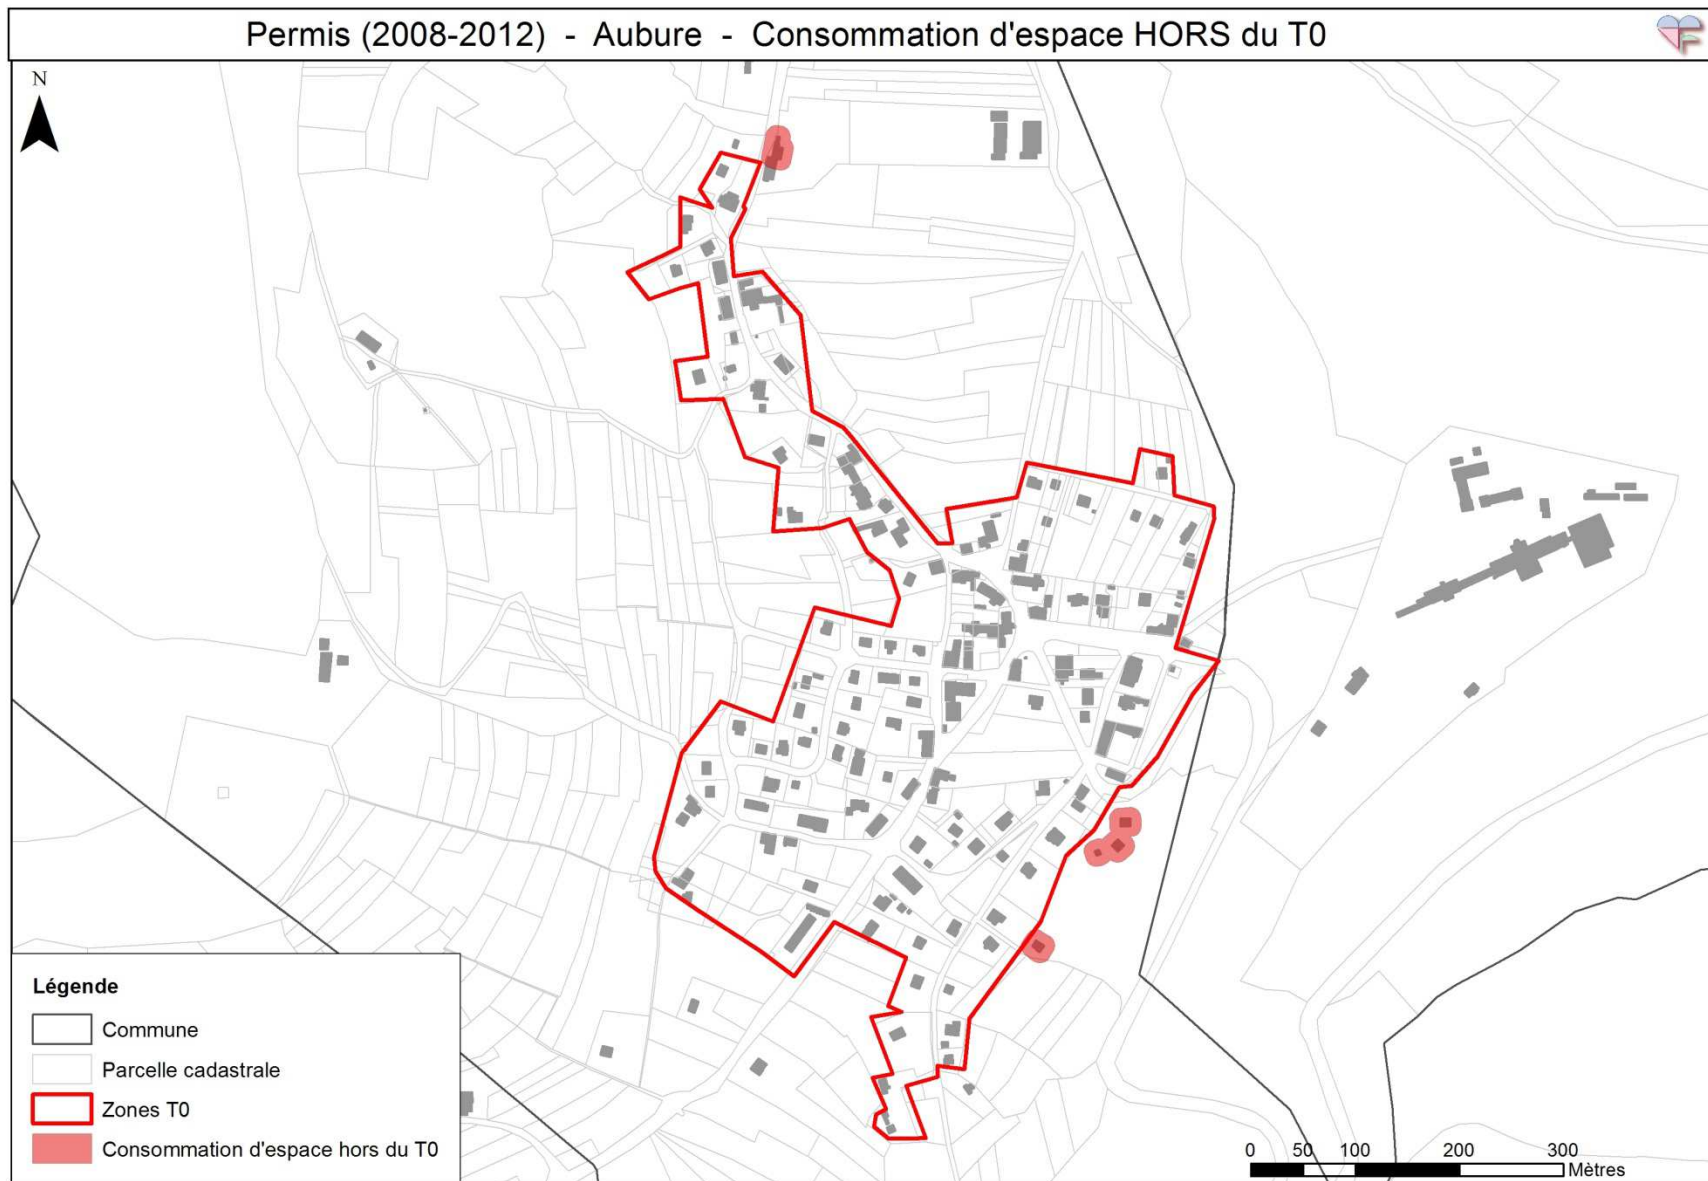 Permis (2008-2012) - Aubure - Consommation d'espace HORS du T0
N
Légende
Commune
Parcelle cadastrale
Zones T0
Consommation d'espace hors du T0
0 50 100 200 300
Mètres